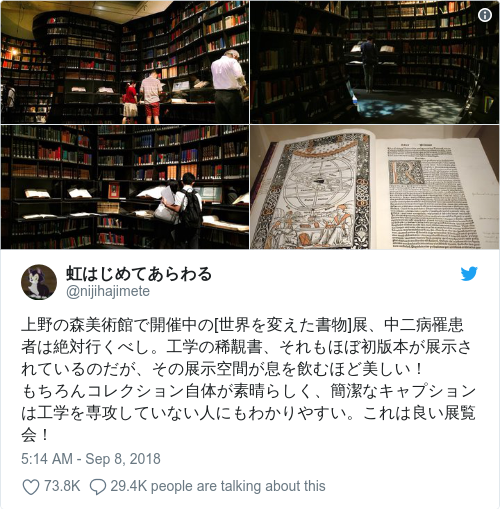 虹はじめてあらわる
@nijihajimete
上野の森美術館で開催中の[世界を変えた書物]展、中二病罹患
者は絶対行くべし。工学の稀覯書、それもほぼ初版本が展示さ
れているのだが、その展示空間が息を飲むほど美しい！
もちろんコレクション自体が素晴らしく、簡潔なキャプション
は工学を専攻していない人にもわかりやすい。これは良い展覧
会！
5:14 AM - Sep 8, 2018
73.8K
29.4K people are talking about this